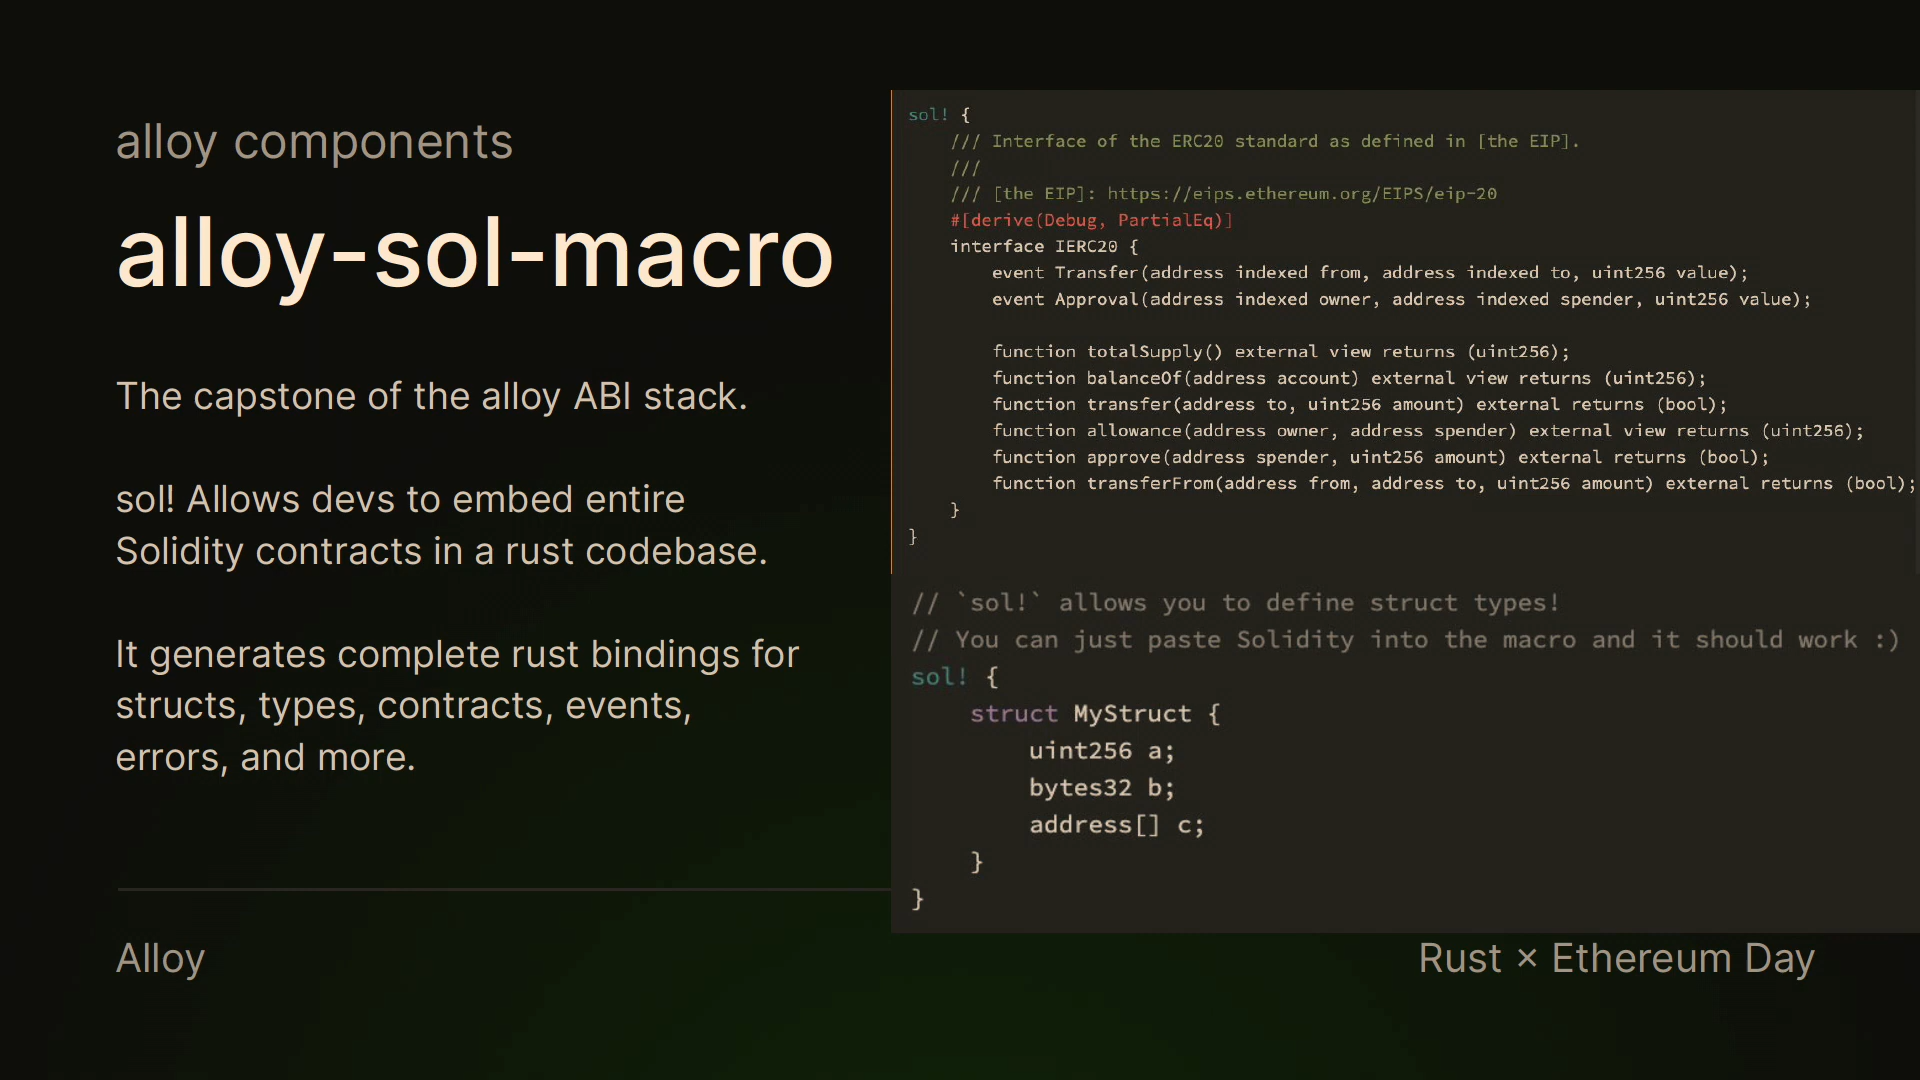 alloy components
alloy-sol-macro
The capstone of the alloy ABI stack.
sol! Allows devs to embed entire
Solidity contracts in a rust codebase.
It generates complete rust bindings for
structs, types, contracts, events,
errors, and more.
sol! {
    /// Interface of the ERC20 standard as defined in [the EIP].
    ///
    /// [the EIP]: https://eips.ethereum.org/EIPS/eip-20
    #[derive(Debug, PartialEq)]
    interface IERC20 {
        event Transfer(address indexed from, address indexed to, uint256 value);
        event Approval(address indexed owner, address indexed spender, uint256 value);
        function totalSupply() external view returns (uint256);
        function balanceOf(address account) external view returns (uint256);
        function transfer(address to, uint256 amount) external returns (bool);
        function allowance(address owner, address spender) external view returns (uint256);
        function approve(address spender, uint256 amount) external returns (bool);
        function transferFrom(address from, address to, uint256 amount) external returns (bool);
    }
}
// `sol!` allows you to define struct types!
// You can just paste Solidity into the macro and it should work :)
sol! {
    struct MyStruct {
        uint256 a;
        bytes32 b;
        address[] c;
    }
}
Alloy
Rust × Ethereum Day